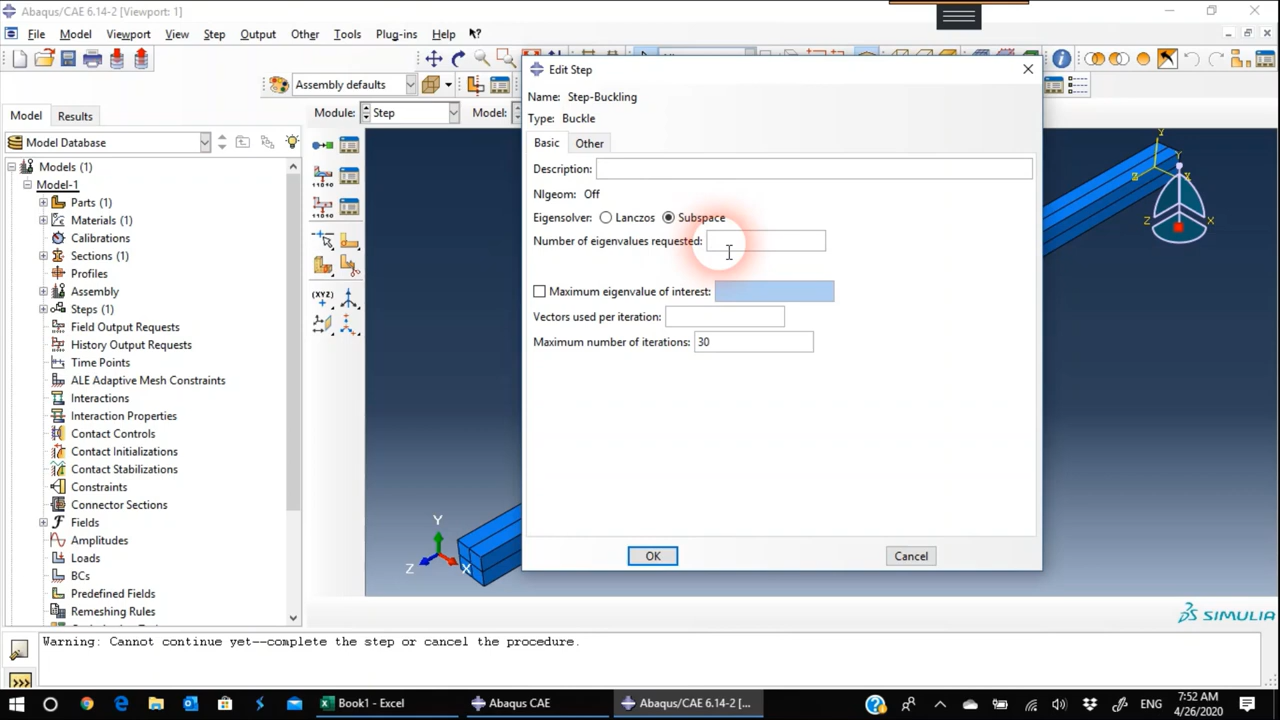 Abaqus/CAE 6.14-2 [Viewport: 1]
File Model Viewport View Step Output Other Tools Plug-ins Help
Assembly defaults
Model Results
Module: Step Model:
Model Database
Models (1)
Model-1
Parts (1)
Materials (1)
Calibrations
Sections (1)
Profiles
Assembly
Steps (1)
Field Output Requests
History Output Requests
Time Points
ALE Adaptive Mesh Constraints
Interactions
Interaction Properties
Contact Controls
Contact Initializations
Contact Stabilizations
Constraints
Connector Sections
Fields
Amplitudes
Loads
BCs
Predefined Fields
Remeshing Rules
(XYZ)
Edit Step
Name: Step-Buckling
Type: Buckle
Basic Other
Description:
Nlgeom: Off
Eigensolver: Lanczos Subspace
Number of eigenvalues requested:
Maximum eigenvalue of interest:
Vectors used per iteration:
Maximum number of iterations: 30
OK Cancel
Y
Z
X
Y
Z
Y
Z
X
SIMULIA
Warning: Cannot continue yet--complete the step or cancel the procedure.
>>>
Book1 - Excel
Abaqus CAE
Abaqus/CAE 6.14-2 [...
ENG
7:52 AM
4/26/2020